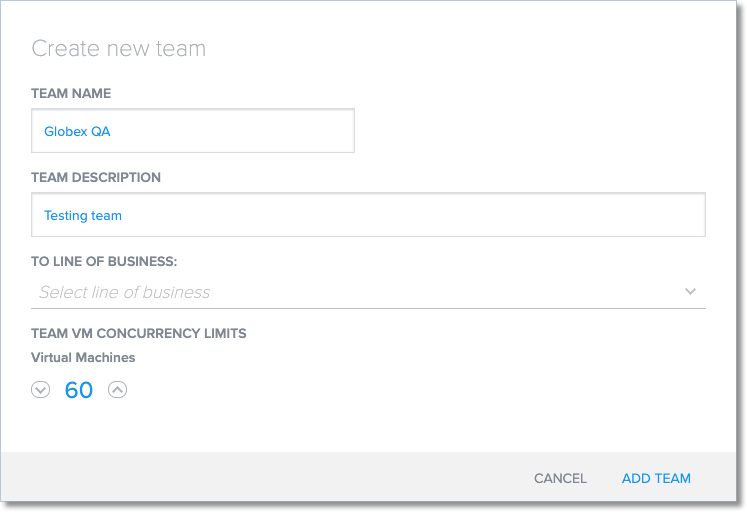 Create new team
TEAM NAME
Globex QA
TEAM DESCRIPTION
Testing team
TO LINE OF BUSINESS:
Select line of business
TEAM VM CONCURRENCY LIMITS
Virtual Machines
60
CANCEL ADD TEAM